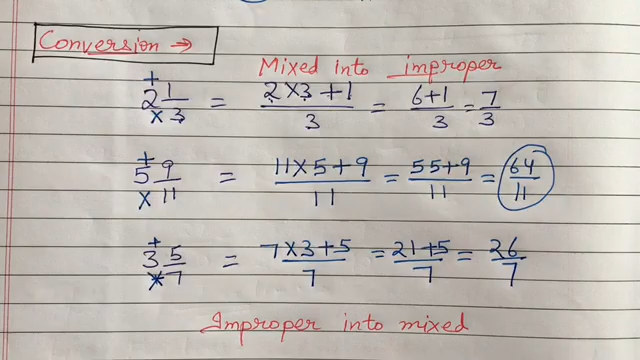 Conversion →
Mixed into improper
2 1/3 = (2×3+1)/3 = (6+1)/3 = 7/3
5 9/11 = (11×5+9)/11 = (55+9)/11 = 64/11
3 5/7 = (7×3+5)/7 = (21+5)/7 = 26/7
Improper into mixed